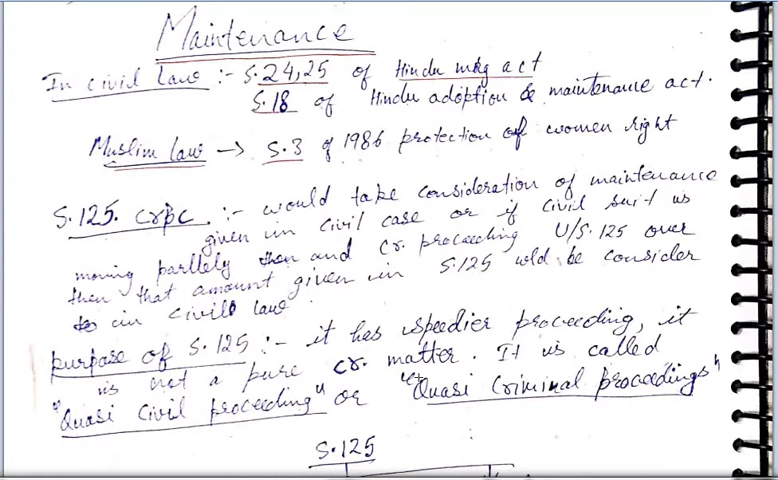 Maintenance
In civil law :- S.24,25 of Hindu mrg act
S.18 of Hindu adoption & maintenance act.
Muslim law → S.3 of 1986 protection of women right
S.125. crpc :- would take consideration of maintenance
given in civil case or if civil suit is
moving parllely then and cr. proceeding U/S.125 over
then that amount given in S.125 wld be consider
to in civil law
purpose of S.125 :- it has speedier proceeding, it
is not a pure cr. matter. It is called
"Quasi Civil proceeding" or "Quasi Criminal proceedings"
S.125